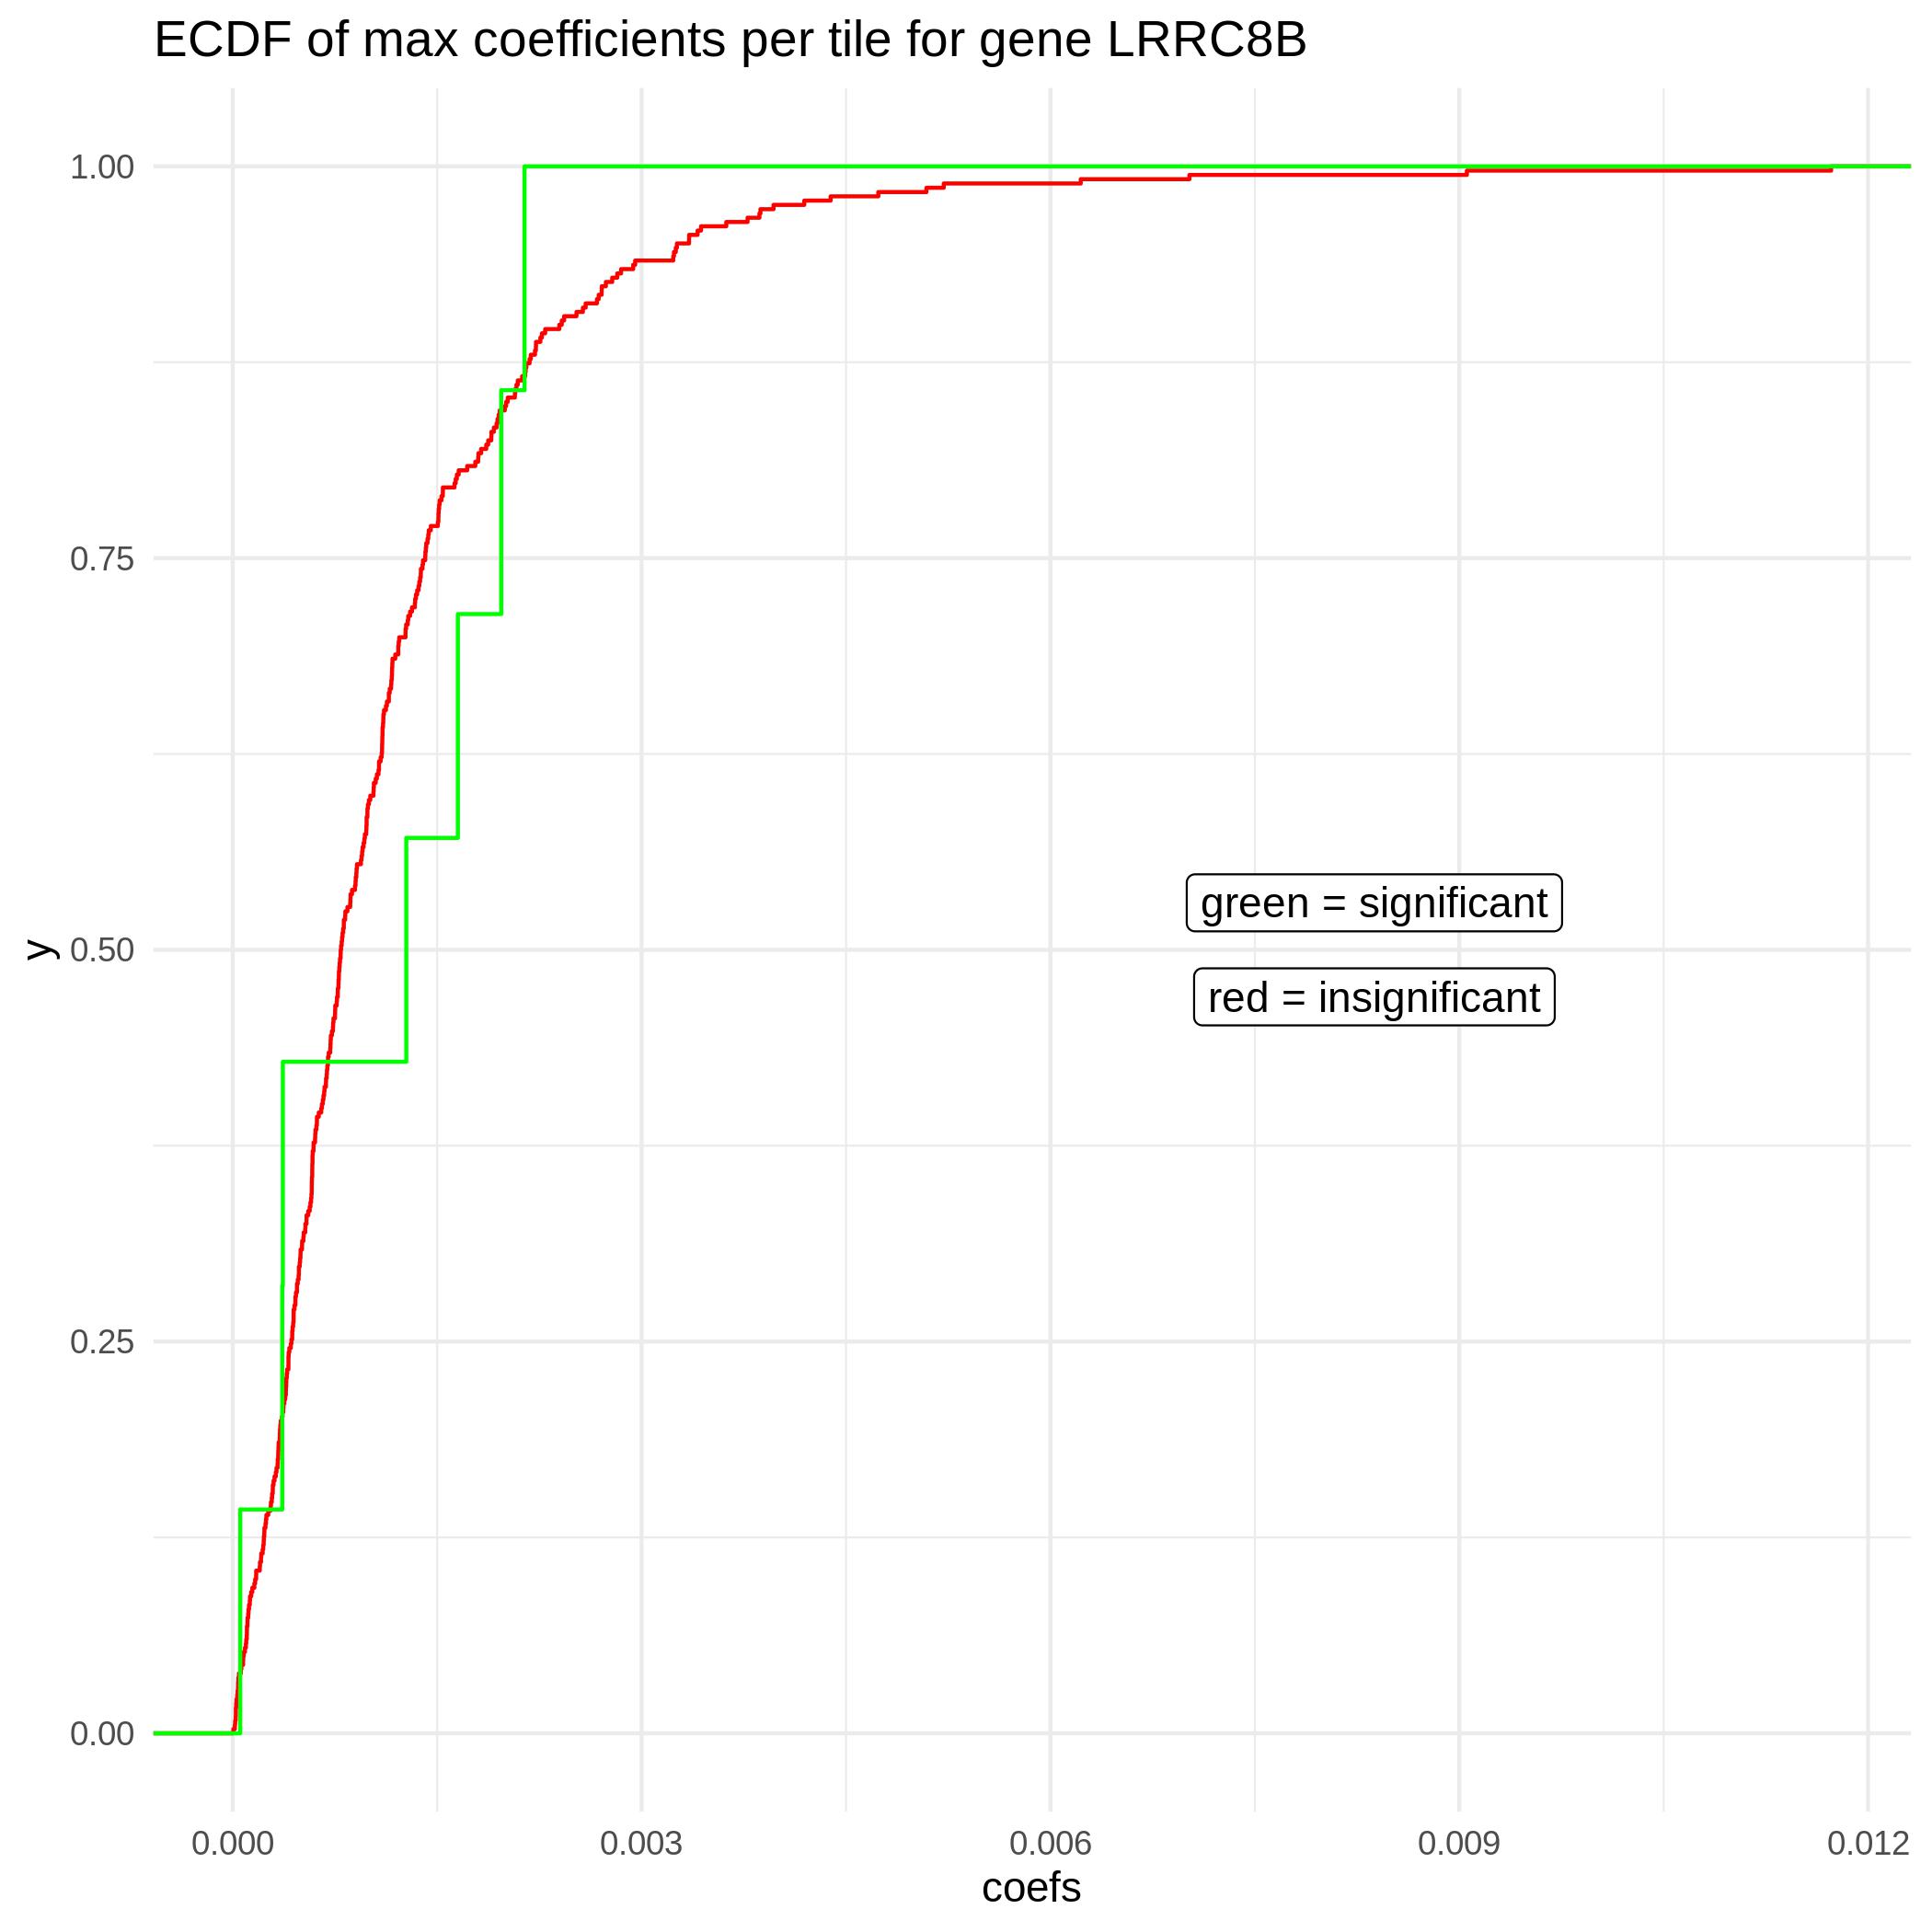 ECDF of max coefficients per tile for gene LRRC8B
1.00
0.75
0.50
0.25
0.00
y
green = significant
red = insignificant
0.000 0.003 0.006 0.009 0.012
coefs